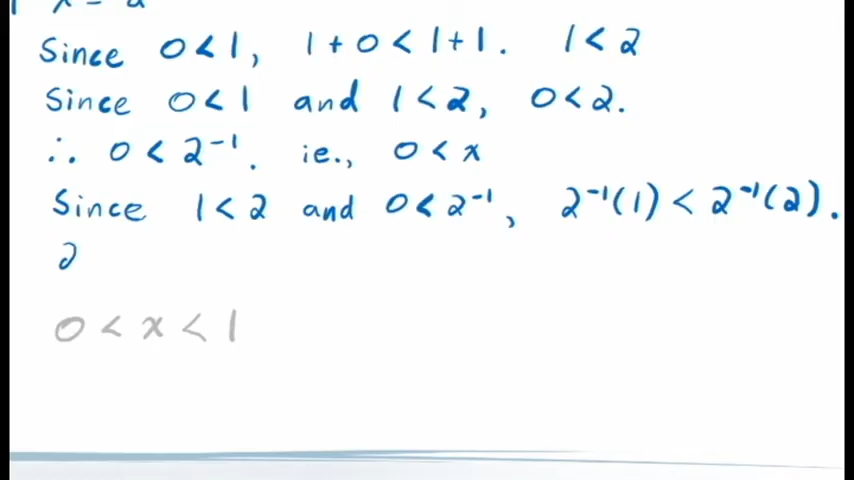 Since 0 < 1, 1 + 0 < 1 + 1. 1 < 2
Since 0 < 1 and 1 < 2, 0 < 2.
∴ 0 < 2⁻¹. ie., 0 < x
Since 1 < 2 and 0 < 2⁻¹, 2⁻¹(1) < 2⁻¹(2).
2
0 < x < 1